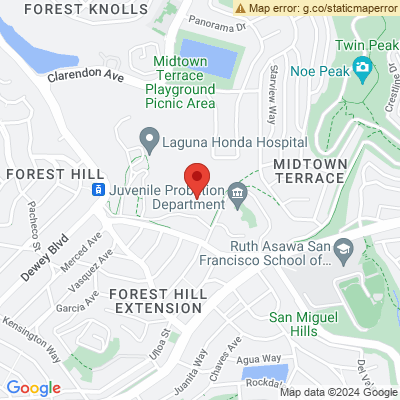 Map error: g.co/staticmaperror
FOREST KNOLLS
Panorama Dr
Clarendon Ave
Midtown
Terrace
Playground
Picnic Area
Starview Way
Twin Peak
Noe Peak
Crestline
Laguna Honda Hospital
FOREST HILL
MIDTOWN
TERRACE
Juvenile Probation
Department
Pacheco St
Dewey Blvd
Merced Ave
Vasquez Ave
Garcia Ave
Kensington Way
Ruth Asawa San
Francisco School of...
FOREST HILL
EXTENSION
San Miguel
Hills
Ulloa St
Juanita Way
Chaves Ave
Agua Way
Rockdal
Del Vale
Google
Map data ©2024 Google